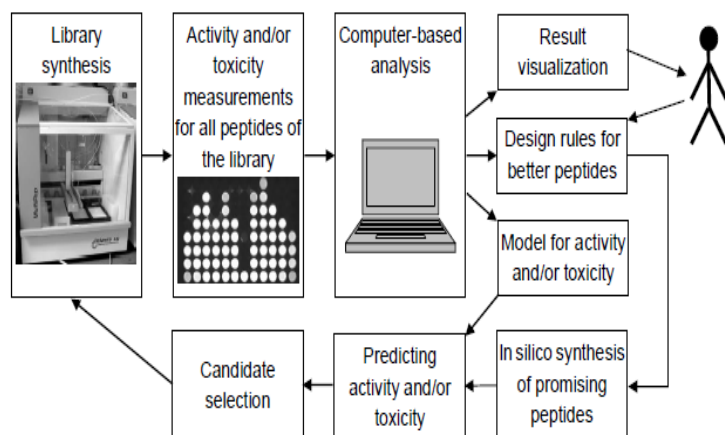 Library
synthesis
Activity and/or
toxicity
measurements
for all peptides of
the library
Computer-based
analysis
Result
visualization
Design rules for
better peptides
Model for activity
and/or toxicity
Candidate
selection
Predicting
activity and/or
toxicity
In silico synthesis
of promising
peptides